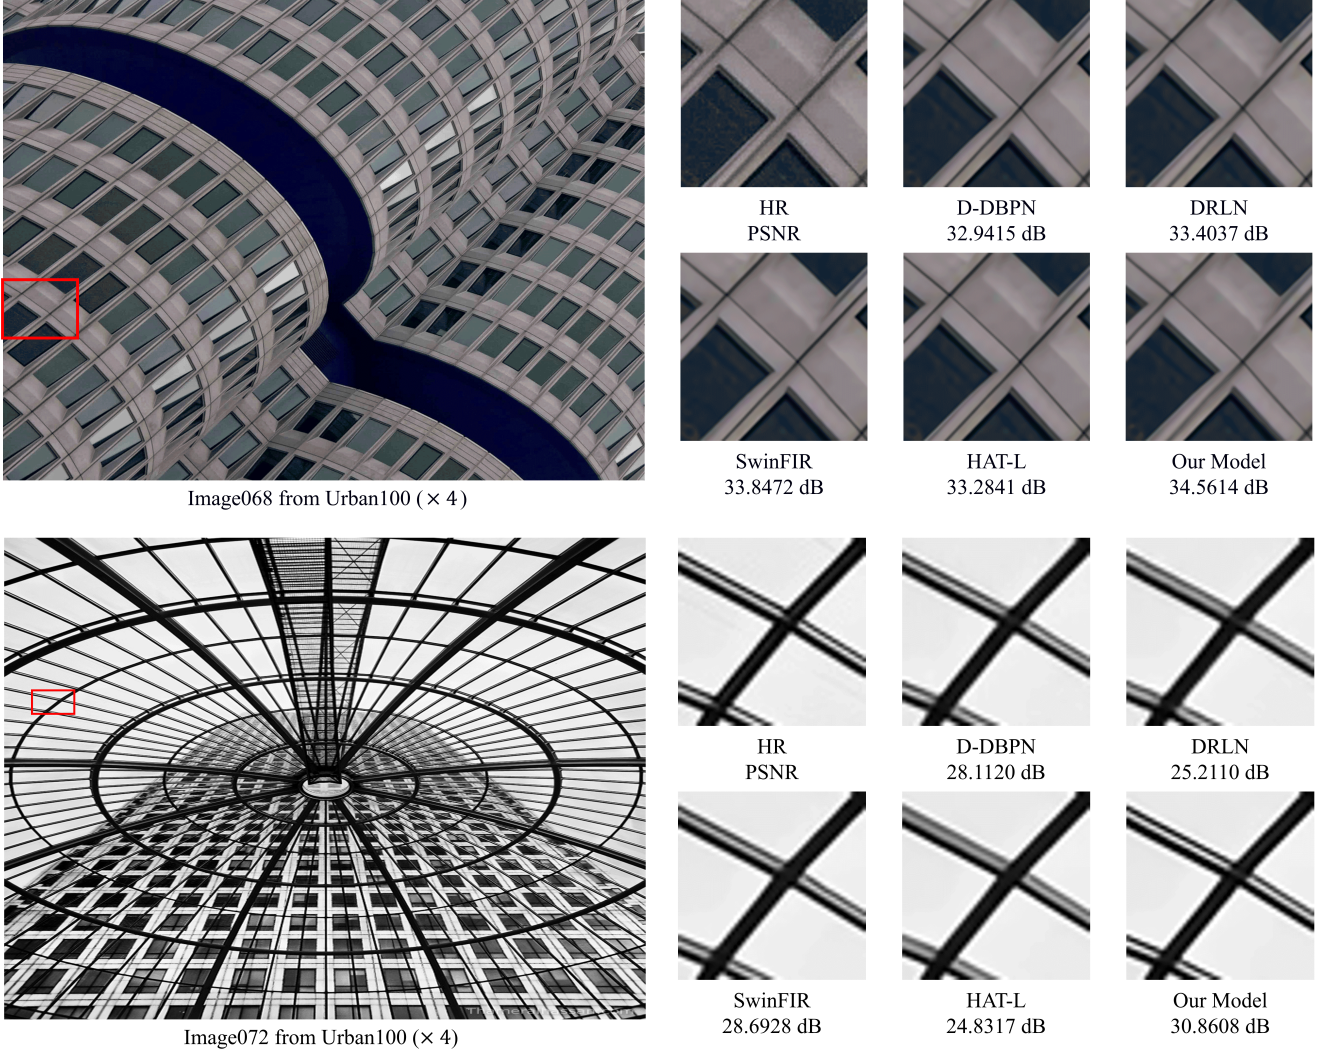 HR
PSNR
D-DBPN
32.9415 dB
DRLN
33.4037 dB
SwinFIR
33.8472 dB
HAT-L
33.2841 dB
Our Model
34.5614 dB
Image068 from Urban100 (× 4)
HR
PSNR
D-DBPN
28.1120 dB
DRLN
25.2110 dB
SwinFIR
28.6928 dB
HAT-L
24.8317 dB
Our Model
30.8608 dB
Image072 from Urban100 (× 4)